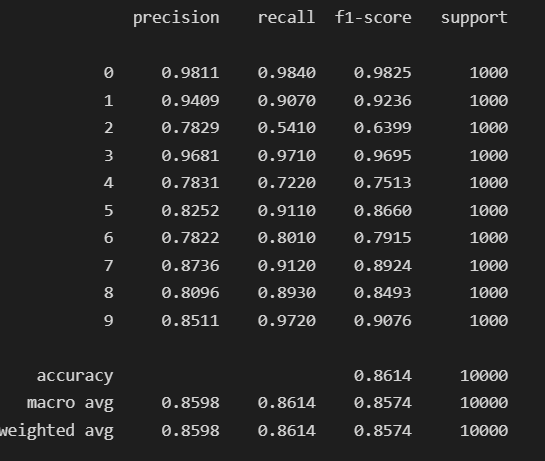 precision recall f1-score support
0 0.9811 0.9840 0.9825 1000
1 0.9409 0.9070 0.9236 1000
2 0.7829 0.5410 0.6399 1000
3 0.9681 0.9710 0.9695 1000
4 0.7831 0.7220 0.7513 1000
5 0.8252 0.9110 0.8660 1000
6 0.7822 0.8010 0.7915 1000
7 0.8736 0.9120 0.8924 1000
8 0.8096 0.8930 0.8493 1000
9 0.8511 0.9720 0.9076 1000
accuracy 0.8614 10000
macro avg 0.8598 0.8614 0.8574 10000
weighted avg 0.8598 0.8614 0.8574 10000